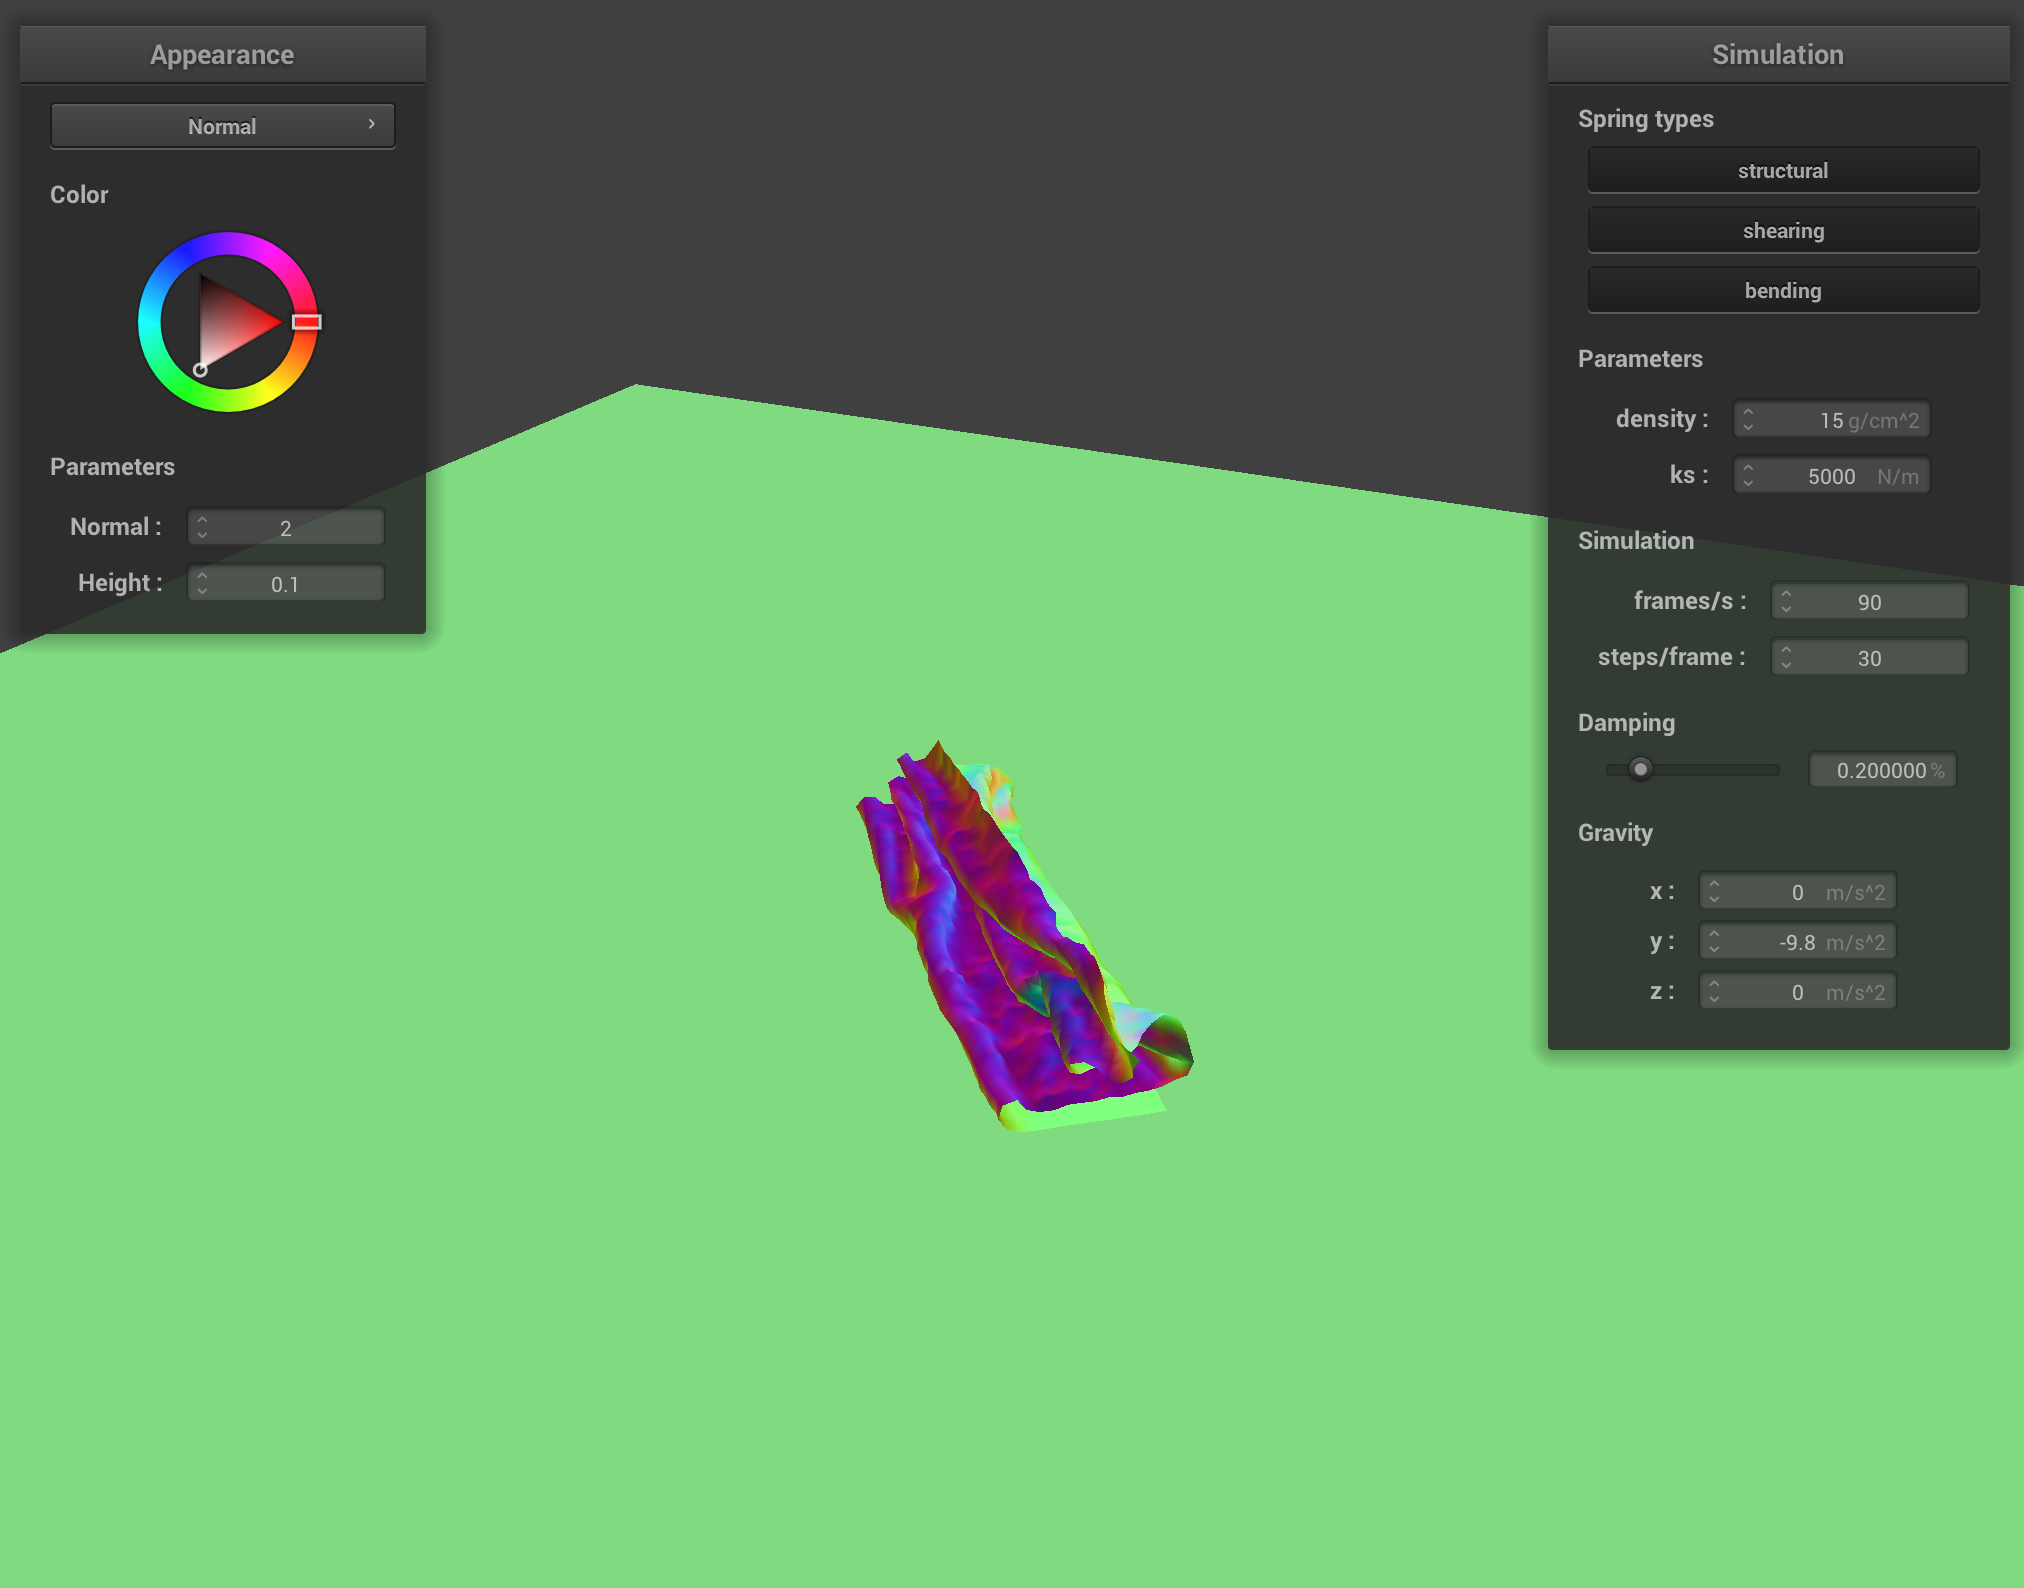 Appearance
Normal
Color
Parameters
Normal : 2
Height : 0.1
Simulation
Spring types
structural
shearing
bending
Parameters
density : 15 g/cm^2
ks : 5000 N/m
Simulation
frames/s : 90
steps/frame : 30
Damping
0.200000 %
Gravity
x : 0 m/s^2
y : -9.8 m/s^2
z : 0 m/s^2